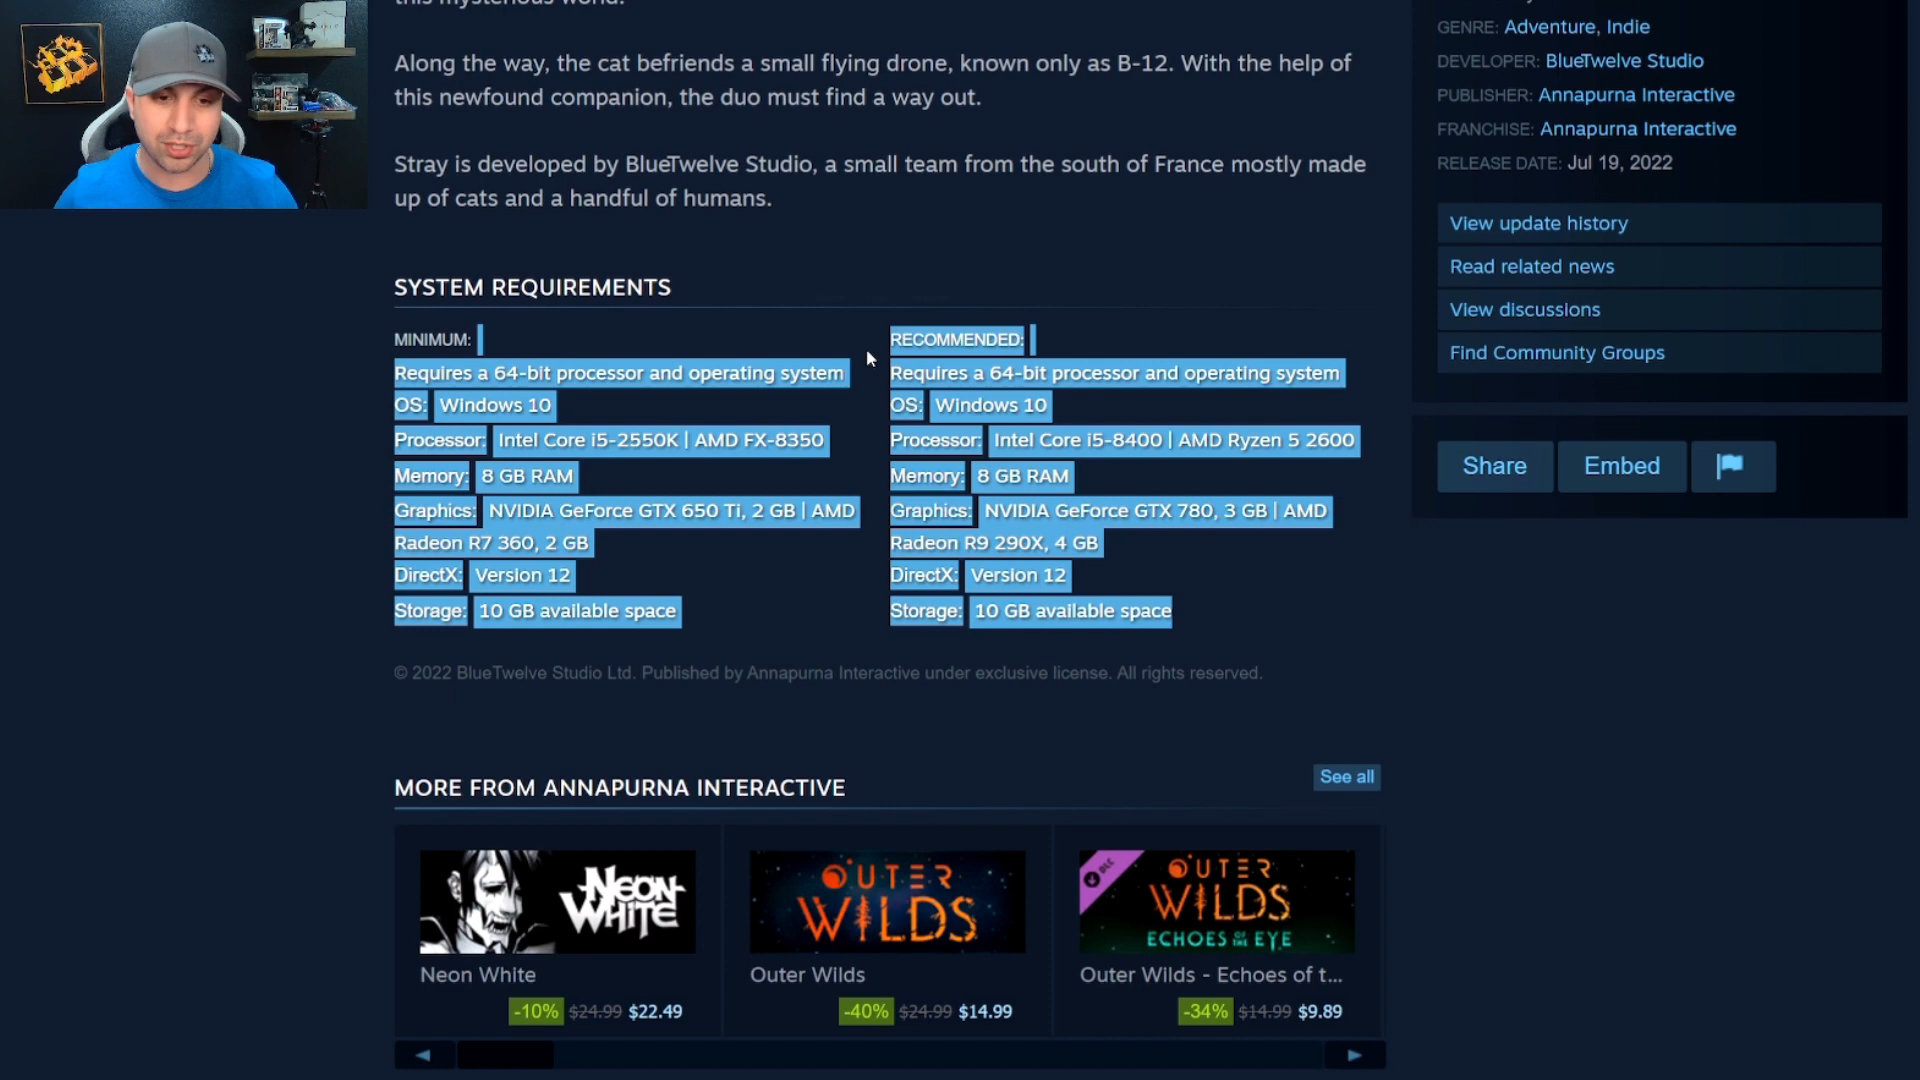 Along the way, the cat befriends a small flying drone, known only as B-12. With the help of
this newfound companion, the duo must find a way out.
Stray is developed by BlueTwelve Studio, a small team from the south of France mostly made
up of cats and a handful of humans.
SYSTEM REQUIREMENTS
MINIMUM:
Requires a 64-bit processor and operating system
OS: Windows 10
Processor: Intel Core i5-2550K | AMD FX-8350
Memory: 8 GB RAM
Graphics: NVIDIA GeForce GTX 650 Ti, 2 GB | AMD
Radeon R7 360, 2 GB
DirectX: Version 12
Storage: 10 GB available space
RECOMMENDED:
Requires a 64-bit processor and operating system
OS: Windows 10
Processor: Intel Core i5-8400 | AMD Ryzen 5 2600
Memory: 8 GB RAM
Graphics: NVIDIA GeForce GTX 780, 3 GB | AMD
Radeon R9 290X, 4 GB
DirectX: Version 12
Storage: 10 GB available space
© 2022 BlueTwelve Studio Ltd. Published by Annapurna Interactive under exclusive license. All rights reserved.
MORE FROM ANNAPURNA INTERACTIVE
See all
NEON
WHITE
Neon White
-10% $24.99 $22.49
OUTER
WILDS
Outer Wilds
-40% $24.99 $14.99
DLC
OUTER
WILDS
ECHOES OF THE EYE
Outer Wilds - Echoes of t...
-34% $14.99 $9.89
GENRE: Adventure, Indie
DEVELOPER: BlueTwelve Studio
PUBLISHER: Annapurna Interactive
FRANCHISE: Annapurna Interactive
RELEASE DATE: Jul 19, 2022
View update history
Read related news
View discussions
Find Community Groups
Share
Embed